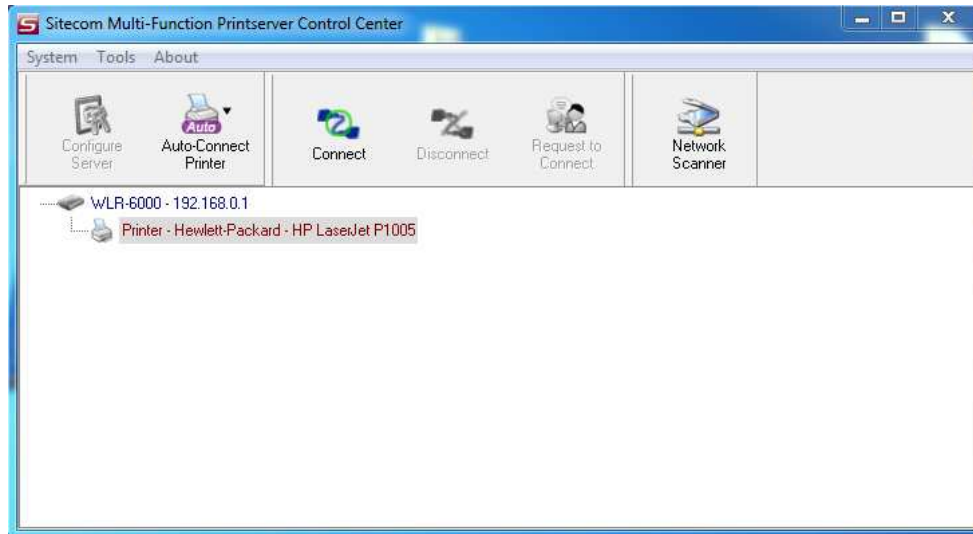 Sitecom Multi-Function Printserver Control Center
System Tools About
Configure Server
Auto
Auto-Connect Printer
Connect
Disconnect
Request to Connect
Network Scanner
WLR-6000 - 192.168.0.1
Printer - Hewlett-Packard - HP LaserJet P1005